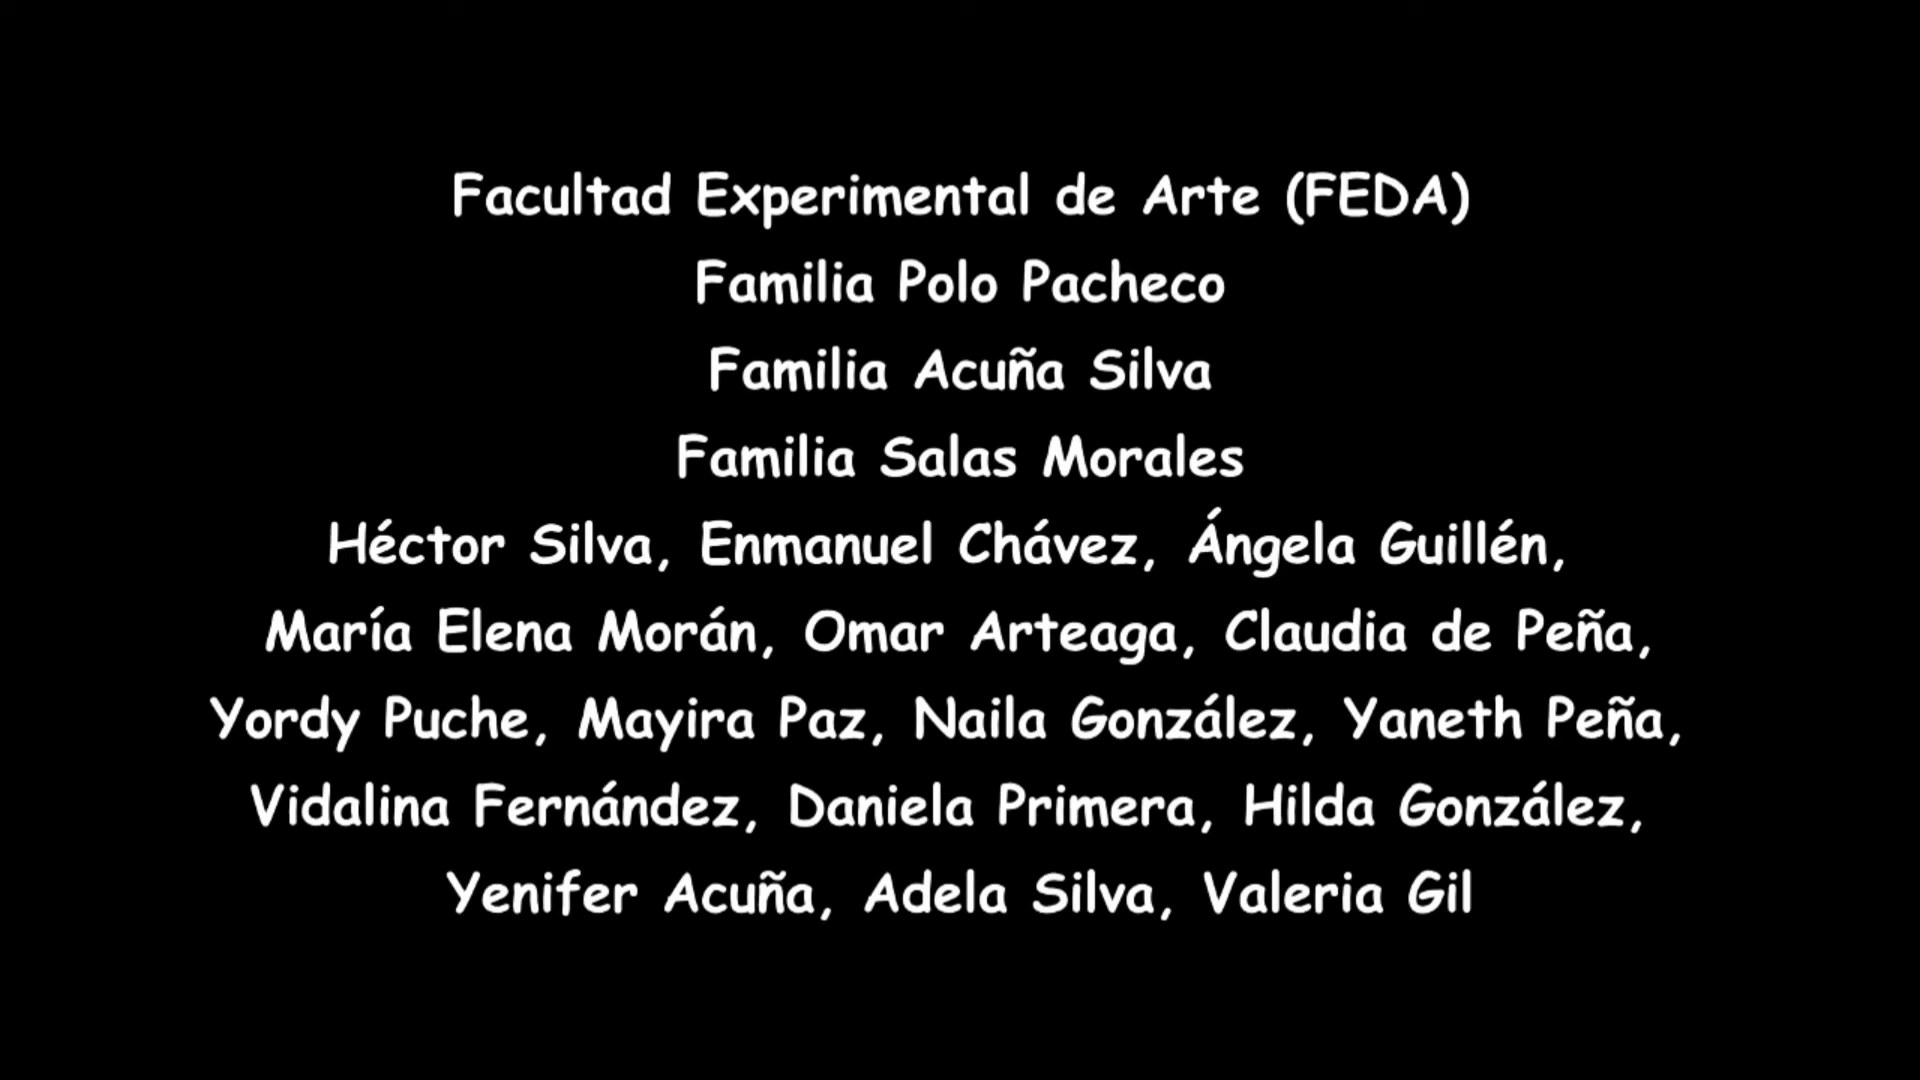 Facultad Experimental de Arte (FEDA)
Familia Polo Pacheco
Familia Acuña Silva
Familia Salas Morales
Héctor Silva, Enmanuel Chávez, Ángela Guillén,
María Elena Morán, Omar Arteaga, Claudia de Peña,
Yordy Puche, Mayira Paz, Naila González, Yaneth Peña,
Vidalina Fernández, Daniela Primera, Hilda González,
Yenifer Acuña, Adela Silva, Valeria Gil